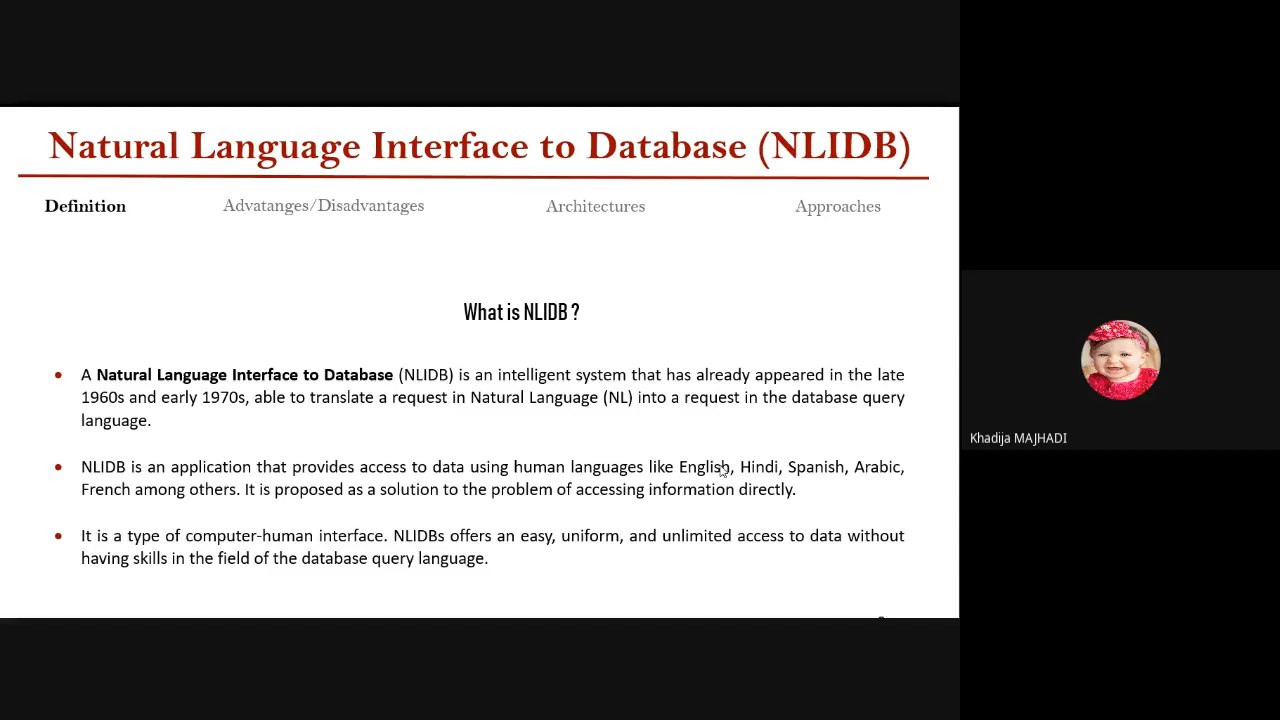 Natural Language Interface to Database (NLIDB)
Definition Advatanges/Disadvantages Architectures Approaches
What is NLIDB ?
• A Natural Language Interface to Database (NLIDB) is an intelligent system that has already appeared in the late
1960s and early 1970s, able to translate a request in Natural Language (NL) into a request in the database query
language.
• NLIDB is an application that provides access to data using human languages like English, Hindi, Spanish, Arabic,
French among others. It is proposed as a solution to the problem of accessing information directly.
• It is a type of computer-human interface. NLIDBs offers an easy, uniform, and unlimited access to data without
having skills in the field of the database query language.
Khadija MAJHADI